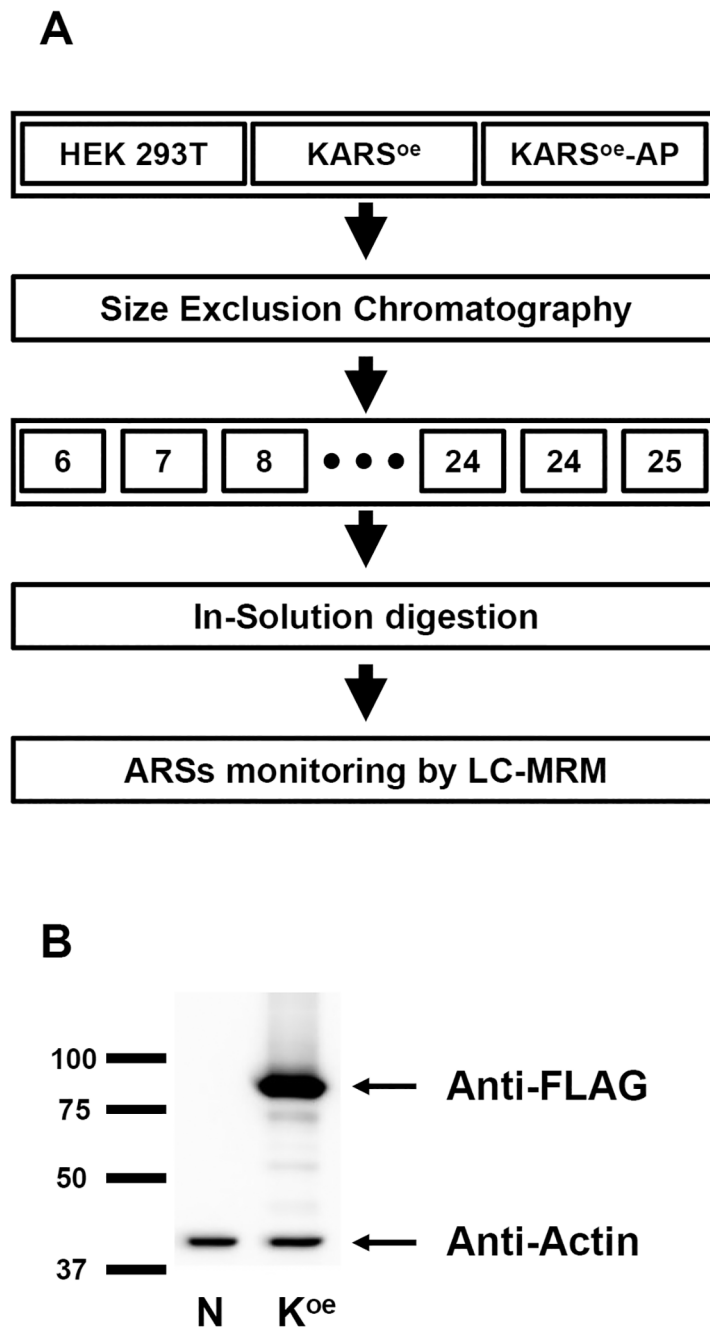 A
HEK 293T KARSᵒᵉ KARSᵒᵉ-AP
Size Exclusion Chromatography
6 7 8 ••• 24 24 25
In-Solution digestion
ARSs monitoring by LC-MRM
B
100
Anti-FLAG
75
50
Anti-Actin
37
N Kᵒᵉ